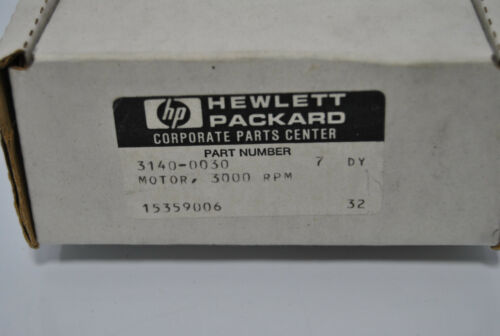 hp HEWLETT
PACKARD
CORPORATE PARTS CENTER
PART NUMBER
3140-0030 7 DY
MOTOR, 3000 RPM
15359006 32